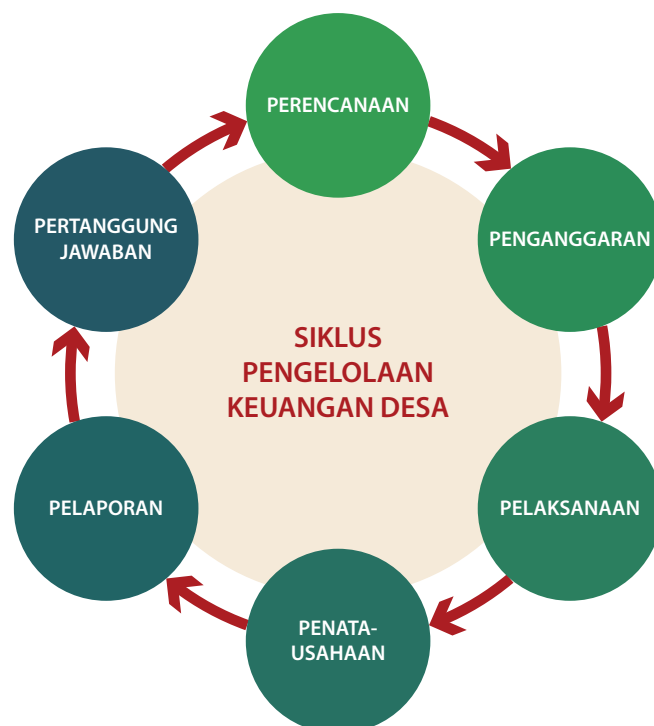 PERENCANAAN
PENGANGGARAN
PELAKSANAAN
PENATA-
USAHAAN
PELAPORAN
PERTANGGUNG
JAWABAN
SIKLUS
PENGELOLAAN
KEUANGAN DESA